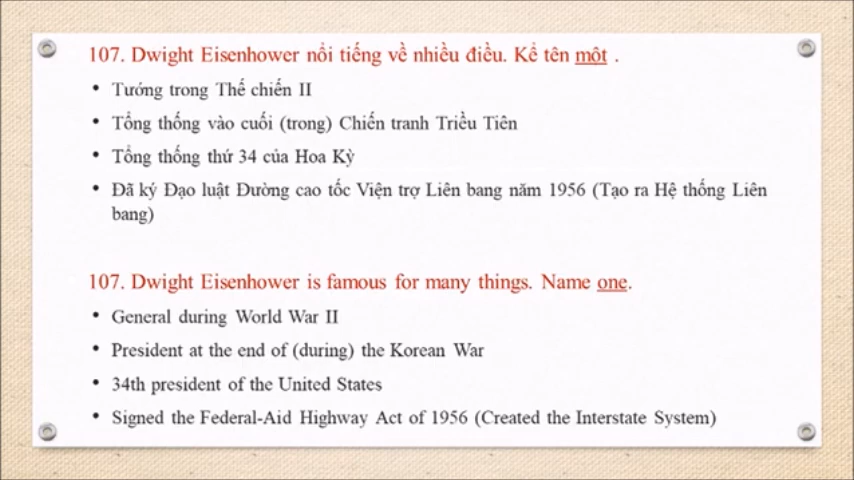 107. Dwight Eisenhower nổi tiếng về nhiều điều. Kể tên một .
• Tướng trong Thế chiến II
• Tổng thống vào cuối (trong) Chiến tranh Triều Tiên
• Tổng thống thứ 34 của Hoa Kỳ
• Đã ký Đạo luật Đường cao tốc Viện trợ Liên bang năm 1956 (Tạo ra Hệ thống Liên
bang)
107. Dwight Eisenhower is famous for many things. Name one.
• General during World War II
• President at the end of (during) the Korean War
• 34th president of the United States
• Signed the Federal-Aid Highway Act of 1956 (Created the Interstate System)